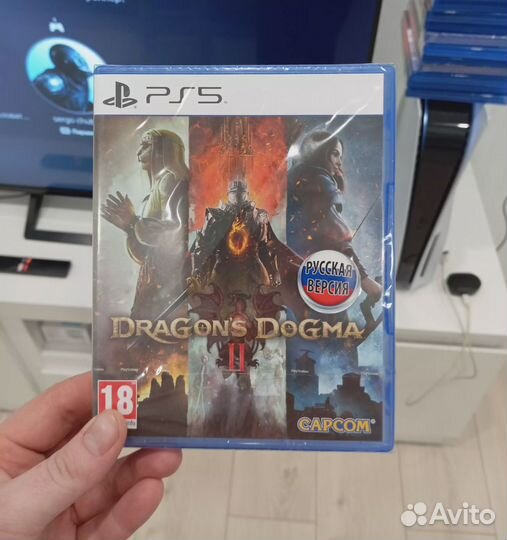 PS5
РУССКАЯ
ВЕРСИЯ
DRAGON'S DOGMA
II
18
CAPCOM
Avito